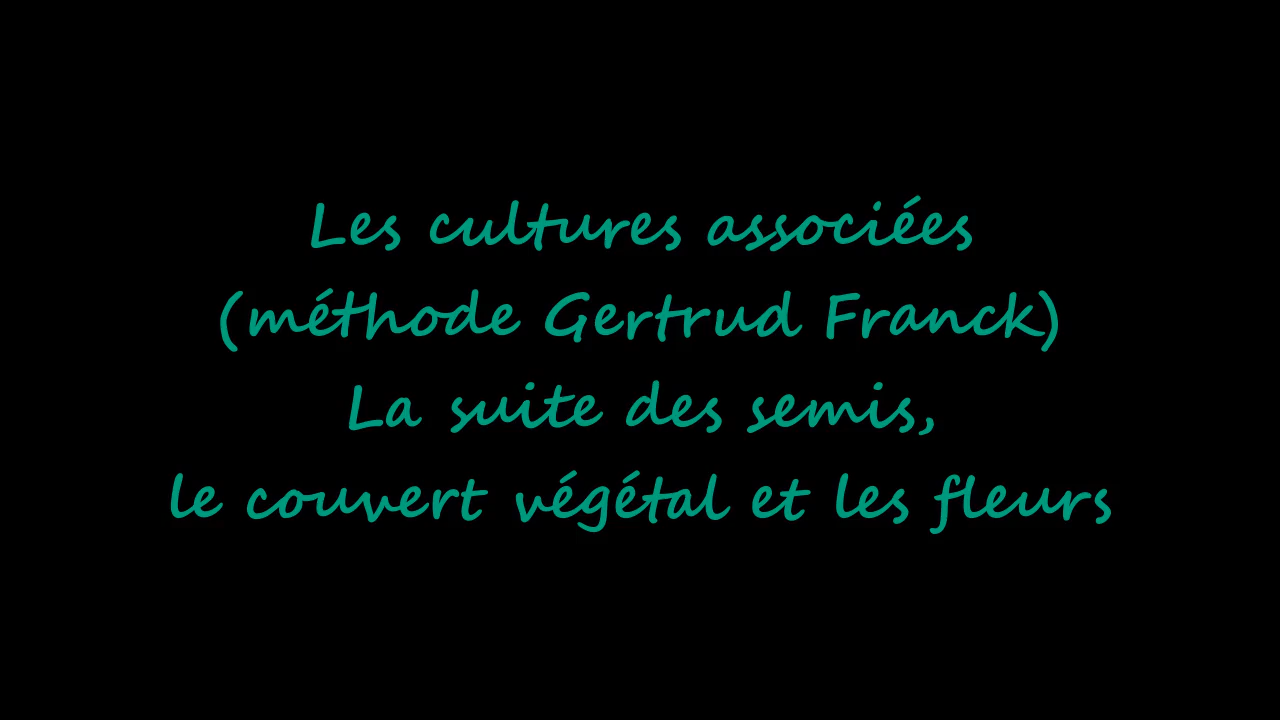 Les cultures associées
(méthode Gertrud Franck)
La suite des semis,
le couvert végétal et les fleurs